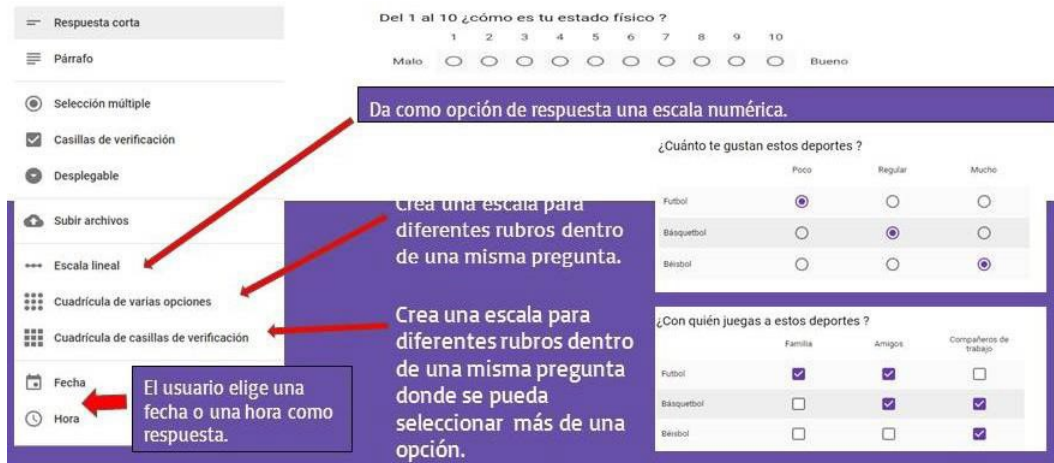 Respuesta corta
Párrafo
Selección múltiple
Casillas de verificación
Desplegable
Subir archivos
Escala lineal
Cuadrícula de varias opciones
Cuadrícula de casillas de verificación
Fecha
Hora
El usuario elige una
fecha o una hora como
respuesta.
Del 1 al 10 ¿cómo es tu estado físico ?
1 2 3 4 5 6 7 8 9 10
Malo Bueno
Da como opción de respuesta una escala numérica.
Crea una escala para
diferentes rubros dentro
de una misma pregunta.
Crea una escala para
diferentes rubros dentro
de una misma pregunta
donde se pueda
seleccionar más de una
opción.
¿Cuánto te gustan estos deportes ?
Poco Regular Mucho
Futbol
Básquetbol
Béisbol
¿Con quién juegas a estos deportes ?
Familia Amigos Compañeros de
trabajo
Futbol
Básquetbol
Béisbol